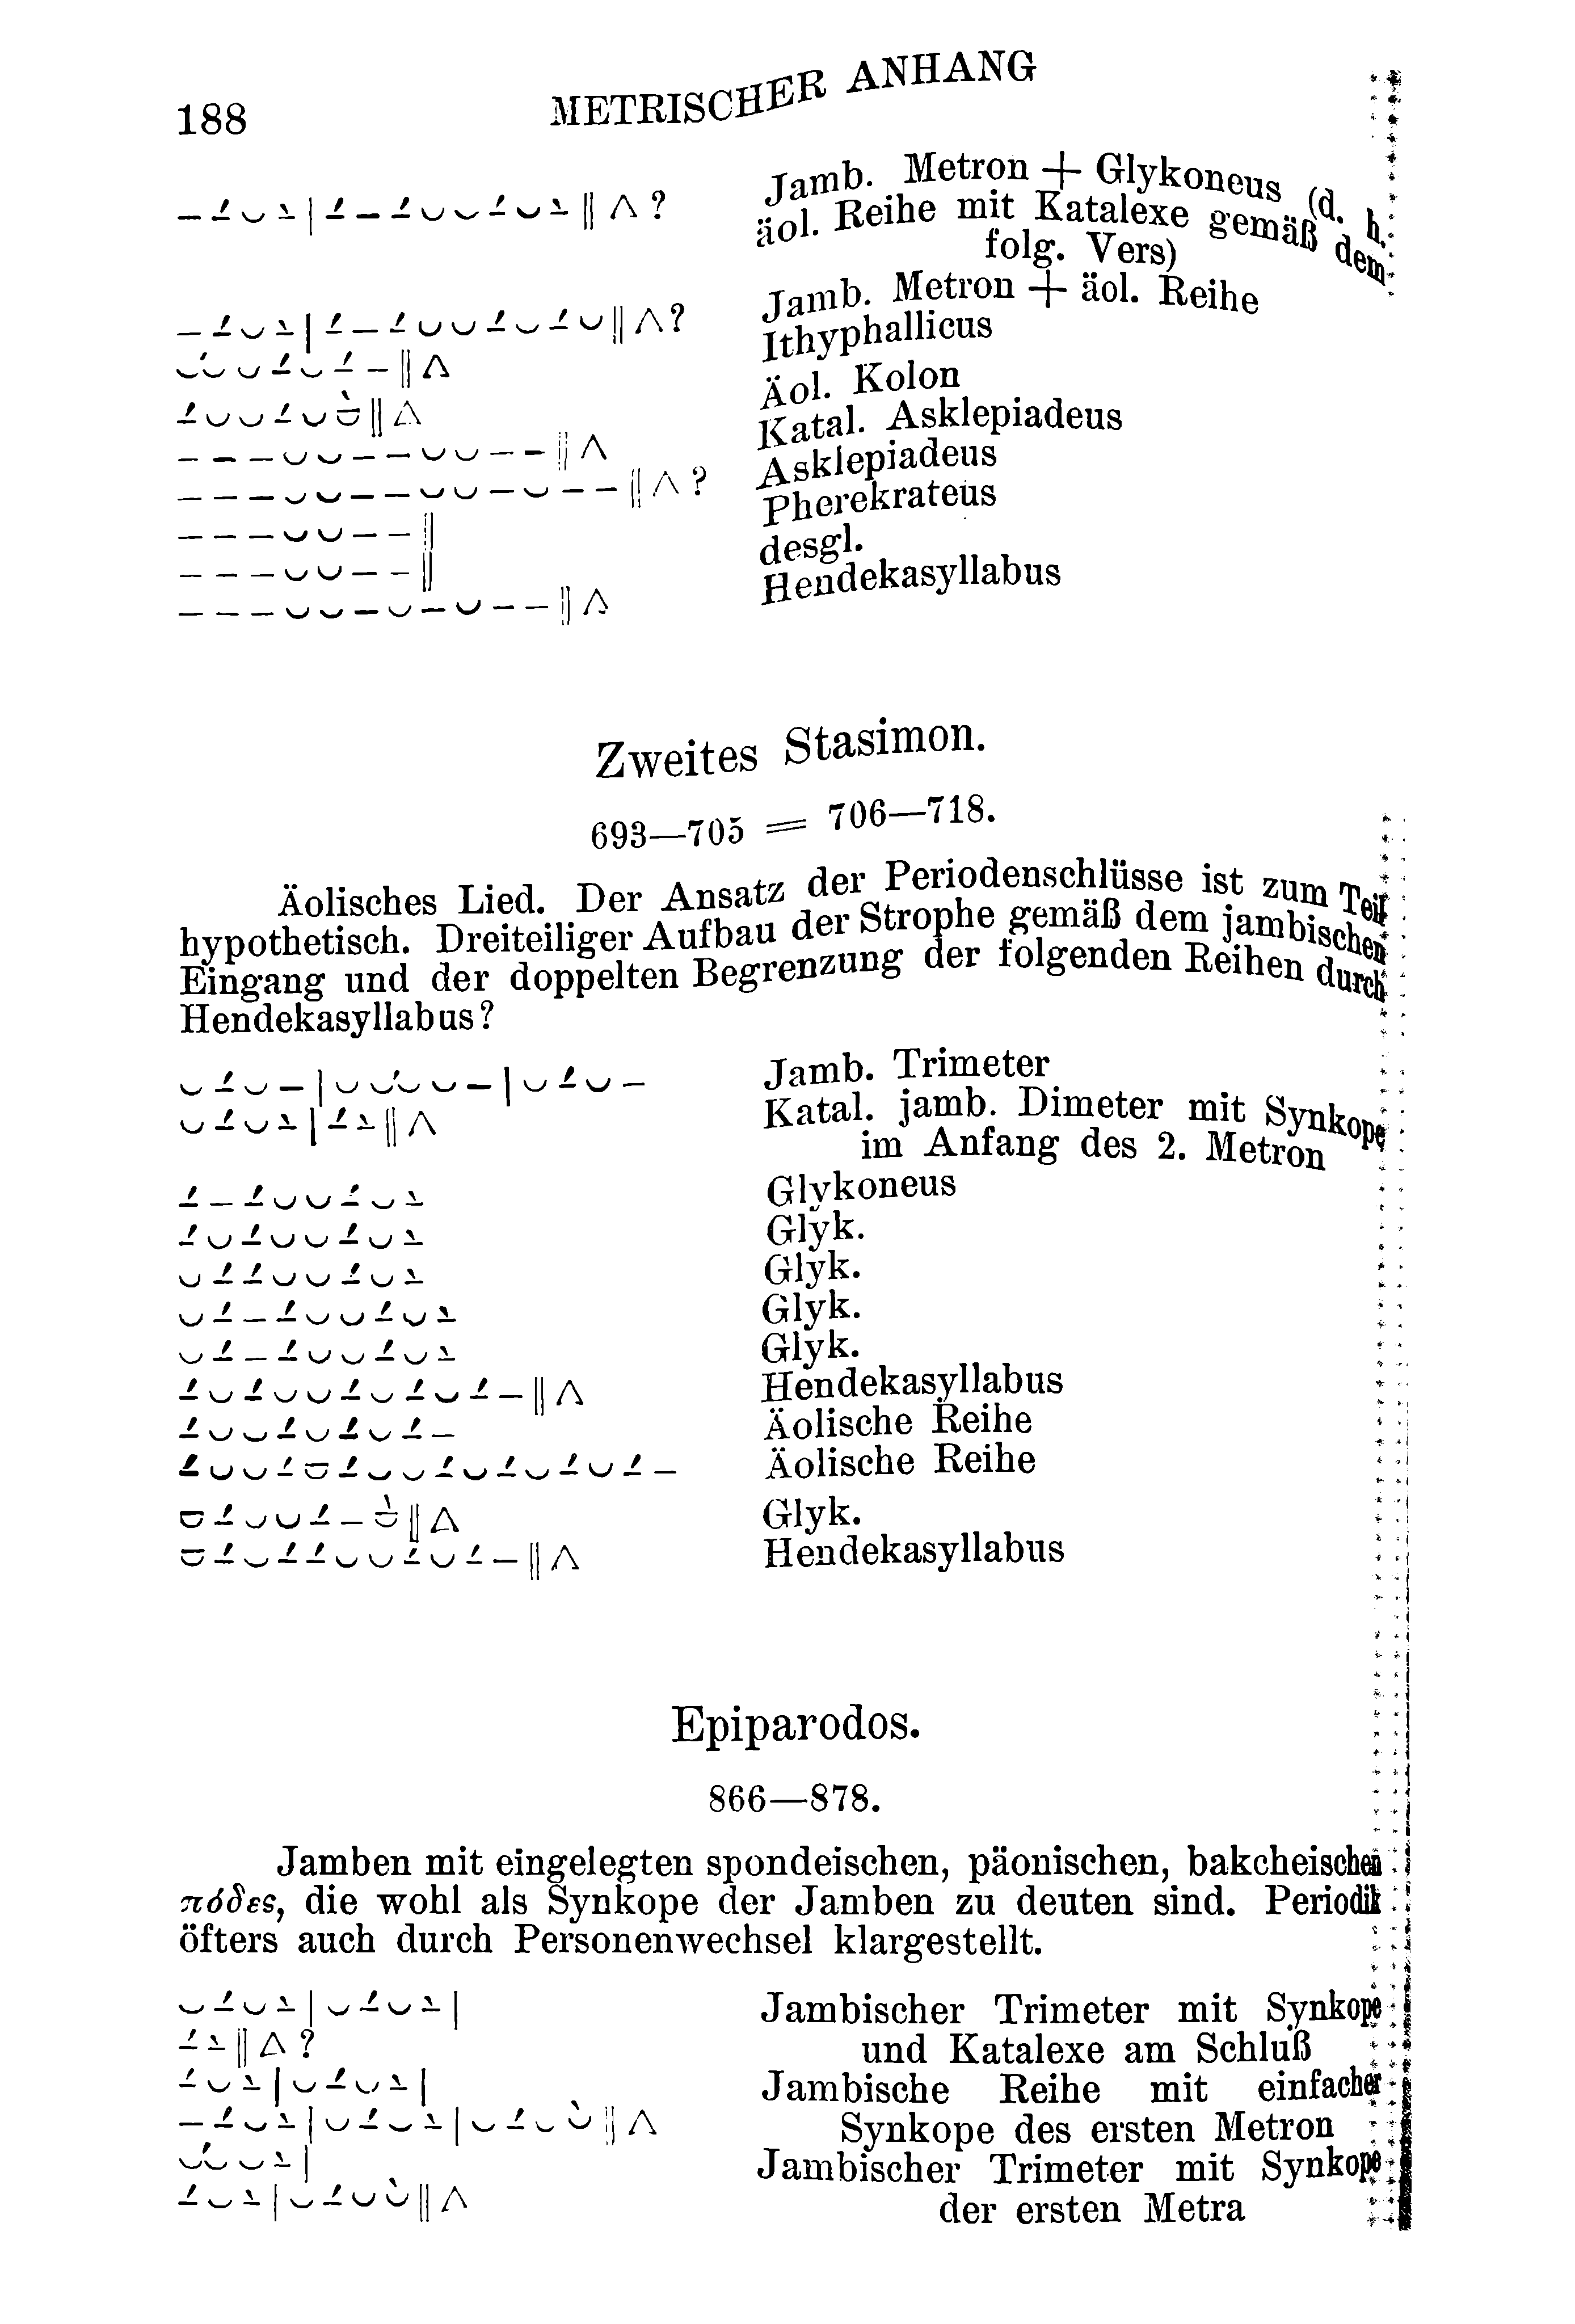 188 METRISCHER ANHANG
– –́ ⏑ –̀ | –́ – –́ ⏑ ⏑ –́ ⏑ –̀ || ∧ ? Jamb. Metron + Glykoneus (d. h.
äol. Reihe mit Katalexe gemäß dem
folg. Vers)
– –́ ⏑ –̀ | –́ – –́ ⏑ ⏑ –́ ⏑ –́ ⏑ || ∧ ? Jamb. Metron + äol. Reihe
⏑́⏑ ⏑ –́ ⏑ –́ – || ∧ Ithyphallicus
–́ ⏑ ⏑ –́ ⏑ ⏓̀ || ∧ Äol. Kolon
– – – ⏑ ⏑ – – ⏑ ⏑ – – || ∧ Katal. Asklepiadeus
– – – ⏑ ⏑ – – ⏑ ⏑ – ⏑ – – || ∧ ? Asklepiadeus
– – – ⏑ ⏑ – – || Pherekrateus
– – – ⏑ ⏑ – – || desgl.
– – – ⏑ ⏑ – ⏑ – ⏑ – – || ∧ Hendekasyllabus
Zweites Stasimon.
693—705 = 706—718.
Äolisches Lied. Der Ansatz der Periodenschlüsse ist zum Teil
hypothetisch. Dreiteiliger Aufbau der Strophe gemäß dem jambischen
Eingang und der doppelten Begrenzung der folgenden Reihen durch
Hendekasyllabus?
⏑ –́ ⏑ – | ⏑ ⏑́⏑ ⏑ – | ⏑ –́ ⏑ – Jamb. Trimeter
⏑ –́ ⏑ –̀ | –́ –̀ || ∧ Katal. jamb. Dimeter mit Synkope
im Anfang des 2. Metron
–́ – –́ ⏑ ⏑ –́ ⏑ –̀ Glykoneus
–́ ⏑ –́ ⏑ ⏑ –́ ⏑ –̀ Glyk.
⏑ –́ –́ ⏑ ⏑ –́ ⏑ –̀ Glyk.
⏑ –́ – –́ ⏑ ⏑ –́ ⏑ –̀ Glyk.
⏑ –́ – –́ ⏑ ⏑ –́ ⏑ –̀ Glyk.
–́ ⏑ –́ ⏑ ⏑ –́ ⏑ –́ ⏑ –́ – || ∧ Hendekasyllabus
–́ ⏑ ⏑ –́ ⏑ –́ ⏑ –́ – Äolische Reihe
–́ ⏑ ⏑ –́ ⏓ –́ ⏑ ⏑ –́ ⏑ –́ ⏑ –́ ⏑ –́ – Äolische Reihe
⏓ –́ ⏑ ⏑ –́ – ⏓̀ || ∧ Glyk.
⏓ –́ ⏑ –́ –́ ⏑ ⏑ –́ ⏑ –́ – || ∧ Hendekasyllabus
Epiparodos.
866—878.
Jamben mit eingelegten spondeischen, päonischen, bakcheischen
πόδες, die wohl als Synkope der Jamben zu deuten sind. Periodik
öfters auch durch Personenwechsel klargestellt.
⏑ –́ ⏑ –̀ | ⏑ –́ ⏑ –̀ | Jambischer Trimeter mit Synkope
–́ –̀ || ∧ ? und Katalexe am Schluß
–́ ⏑ –̀ | ⏑ –́ ⏑ –̀ | Jambische Reihe mit einfacher
– –́ ⏑ –̀ | ⏑ –́ ⏑ –̀ | ⏑ –́ ⏑ ⏑̀ || ∧ Synkope des ersten Metron
⏑́⏑ ⏑ –̀ | Jambischer Trimeter mit Synkope
–́ ⏑ –̀ | ⏑ –́ ⏑ ⏑̀ || ∧ der ersten Metra